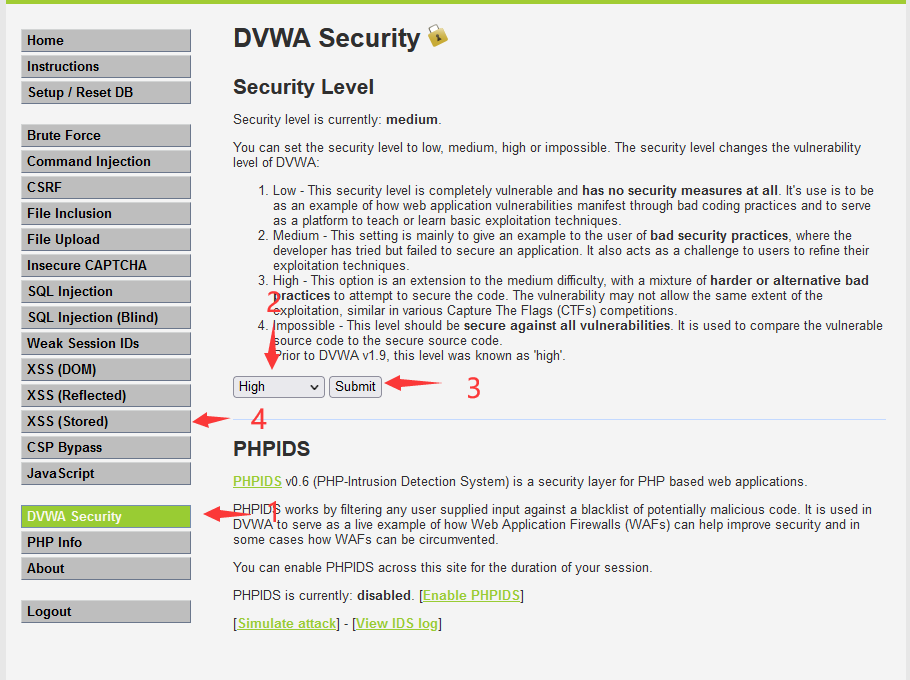 Home
Instructions
Setup / Reset DB
Brute Force
Command Injection
CSRF
File Inclusion
File Upload
Insecure CAPTCHA
SQL Injection
SQL Injection (Blind)
Weak Session IDs
XSS (DOM)
XSS (Reflected)
XSS (Stored)
4
CSP Bypass
JavaScript
DVWA Security
1
PHP Info
About
Logout
DVWA Security
Security Level
Security level is currently: medium.
You can set the security level to low, medium, high or impossible. The security level changes the vulnerability
level of DVWA:
1. Low - This security level is completely vulnerable and has no security measures at all. It's use is to be
as an example of how web application vulnerabilities manifest through bad coding practices and to serve
as a platform to teach or learn basic exploitation techniques.
2. Medium - This setting is mainly to give an example to the user of bad security practices, where the
developer has tried but failed to secure an application. It also acts as a challenge to users to refine their
exploitation techniques.
3. High - This option is an extension to the medium difficulty, with a mixture of harder or alternative bad
practices to attempt to secure the code. The vulnerability may not allow the same extent of the
exploitation, similar in various Capture The Flags (CTFs) competitions.
4. Impossible - This level should be secure against all vulnerabilities. It is used to compare the vulnerable
source code to the secure source code.
Prior to DVWA v1.9, this level was known as 'high'.
2
High Submit 3
PHPIDS
PHPIDS v0.6 (PHP-Intrusion Detection System) is a security layer for PHP based web applications.
PHPIDS works by filtering any user supplied input against a blacklist of potentially malicious code. It is used in
DVWA to serve as a live example of how Web Application Firewalls (WAFs) can help improve security and in
some cases how WAFs can be circumvented.
You can enable PHPIDS across this site for the duration of your session.
PHPIDS is currently: disabled. [Enable PHPIDS]
[Simulate attack] - [View IDS log]